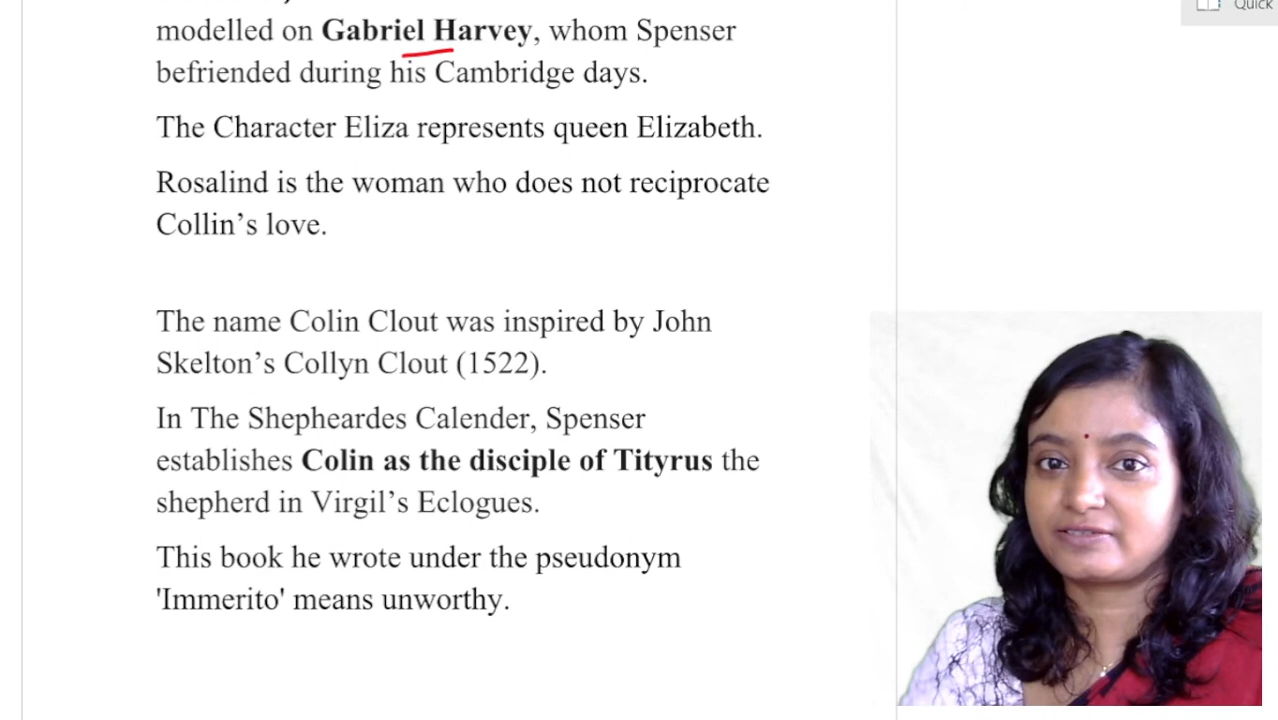 Quick
modelled on Gabriel Harvey, whom Spenser
befriended during his Cambridge days.
The Character Eliza represents queen Elizabeth.
Rosalind is the woman who does not reciprocate
Collin’s love.
The name Colin Clout was inspired by John
Skelton’s Collyn Clout (1522).
In The Shepheardes Calender, Spenser
establishes Colin as the disciple of Tityrus the
shepherd in Virgil’s Eclogues.
This book he wrote under the pseudonym
'Immerito' means unworthy.